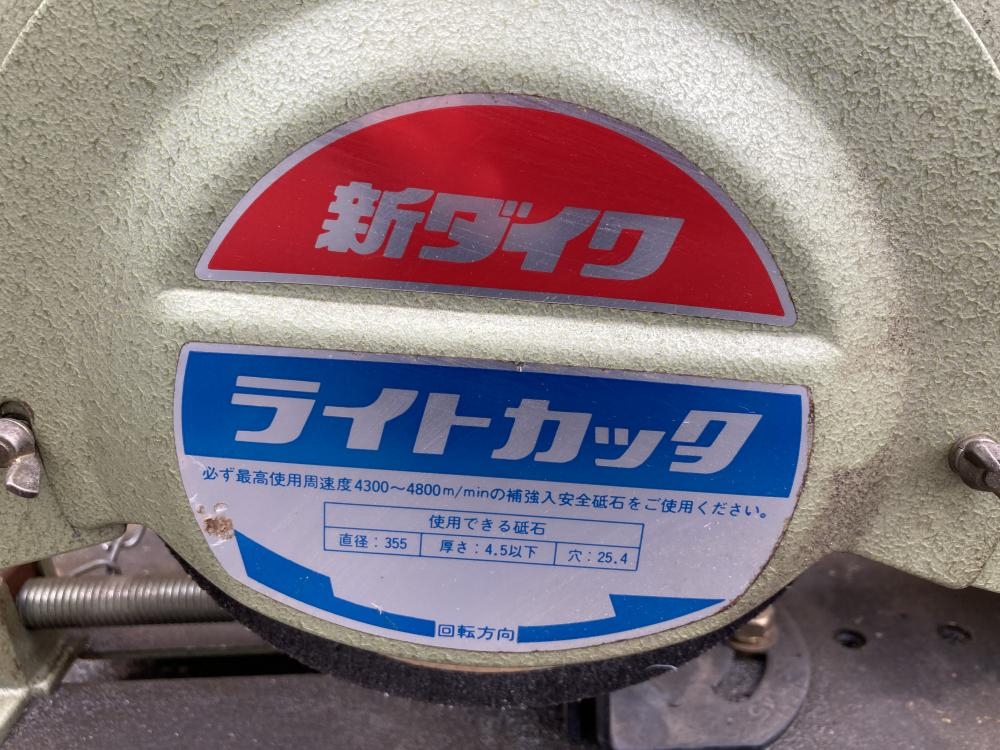 新ダイワ
ライトカッタ
必ず最高使用周速度4300～4800m/minの補強入安全砥石をご使用ください。
使用できる砥石
直径：355 厚さ：4.5以下 穴：25.4
回転方向